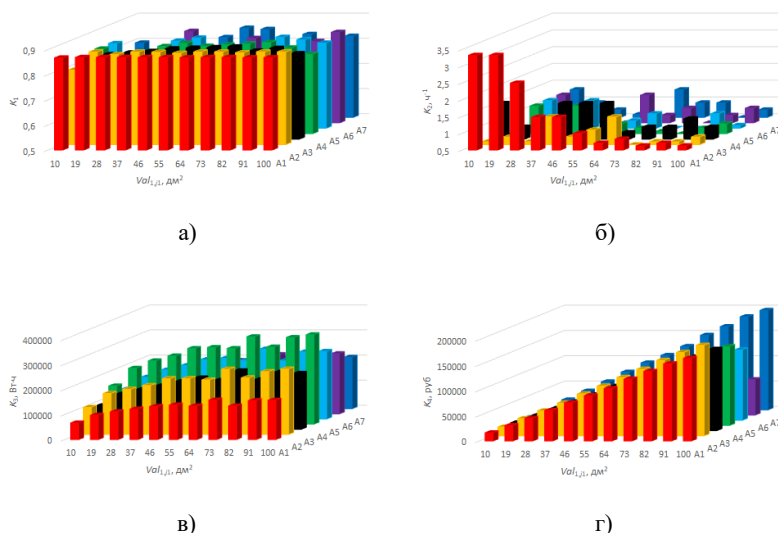 0,9
0,8
0,7
0,6
0,5
K₁
10 19 28 37 46 55 64 73 82 91 100 A1 A2 A3 A4 A5 A6 A7
Val₁,ⱼ₁, дм²
а)
3,5
3
2,5
2
1,5
1
0,5
K₂, ч⁻¹
10 19 28 37 46 55 64 73 82 91 100 A1 A2 A3 A4 A5 A6 A7
Val₁,ⱼ₁, дм²
б)
400000
300000
200000
100000
0
K₃, Вт·ч
10 19 28 37 46 55 64 73 82 91 100 A1 A2 A3 A4 A5 A6 A7
Val₁,ⱼ₁, дм²
в)
200000
150000
100000
50000
0
K₄, руб
10 19 28 37 46 55 64 73 82 91 100 A1 A2 A3 A4 A5 A6 A7
Val₁,ⱼ₁, дм²
г)